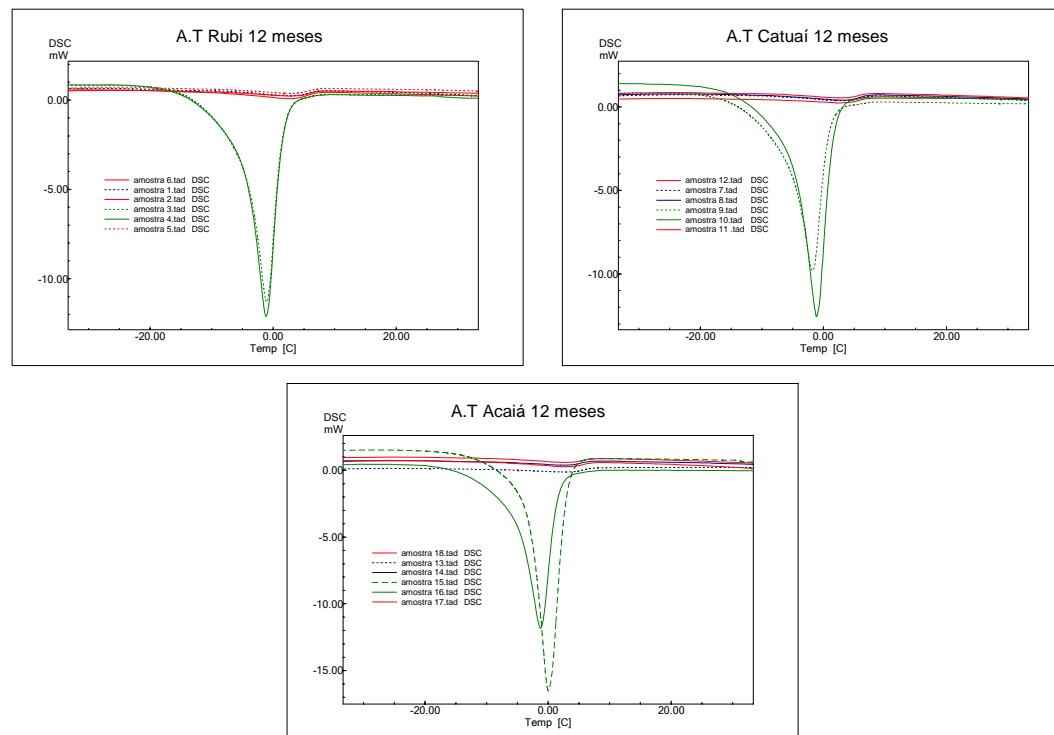 A.T Rubi 12 meses
DSC
mW
0.00
-5.00
-10.00
amostra 6.tad DSC
amostra 1.tad DSC
amostra 2.tad DSC
amostra 3.tad DSC
amostra 4.tad DSC
amostra 5.tad DSC
-20.00 0.00 20.00
Temp [C]
A.T Catuaí 12 meses
DSC
mW
0.00
-5.00
-10.00
amostra 12.tad DSC
amostra 7.tad DSC
amostra 8.tad DSC
amostra 9.tad DSC
amostra 10.tad DSC
amostra 11 .tad DSC
-20.00 0.00 20.00
Temp [C]
A.T Acaiá 12 meses
DSC
mW
0.00
-5.00
-10.00
-15.00
amostra 18.tad DSC
amostra 13.tad DSC
amostra 14.tad DSC
amostra 15.tad DSC
amostra 16.tad DSC
amostra 17.tad DSC
-20.00 0.00 20.00
Temp [C]